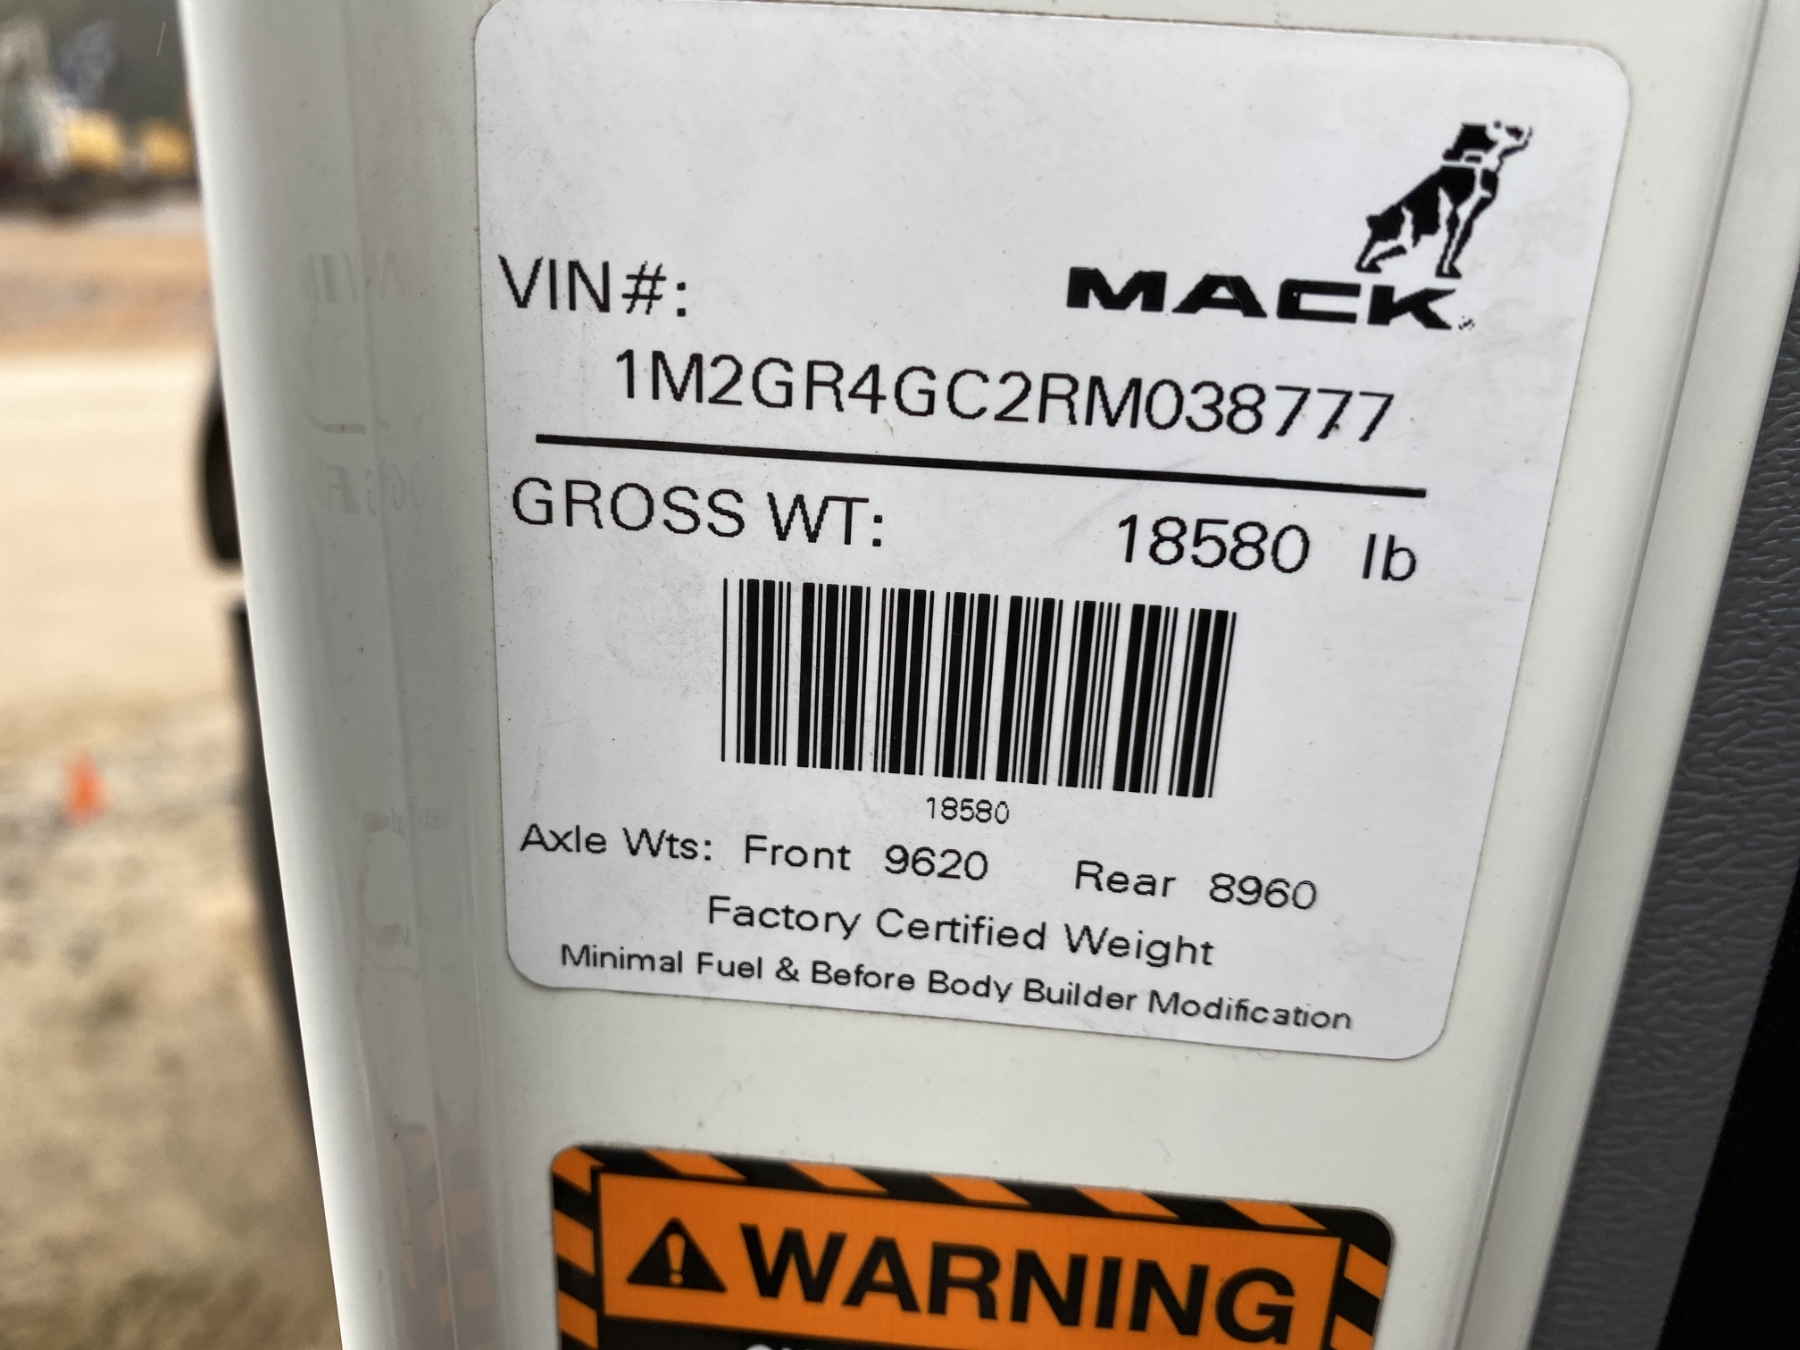 MACK
VIN#:
1M2GR4GC2RM038777
GROSS WT: 18580 lb
18580
Axle Wts: Front 9620 Rear 8960
Factory Certified Weight
Minimal Fuel & Before Body Builder Modification
WARNING